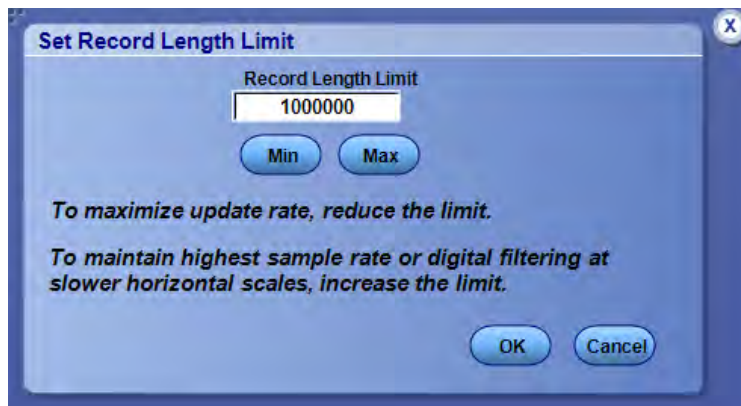 X
Set Record Length Limit
Record Length Limit
1000000
Min Max
To maximize update rate, reduce the limit.
To maintain highest sample rate or digital filtering at
slower horizontal scales, increase the limit.
OK Cancel